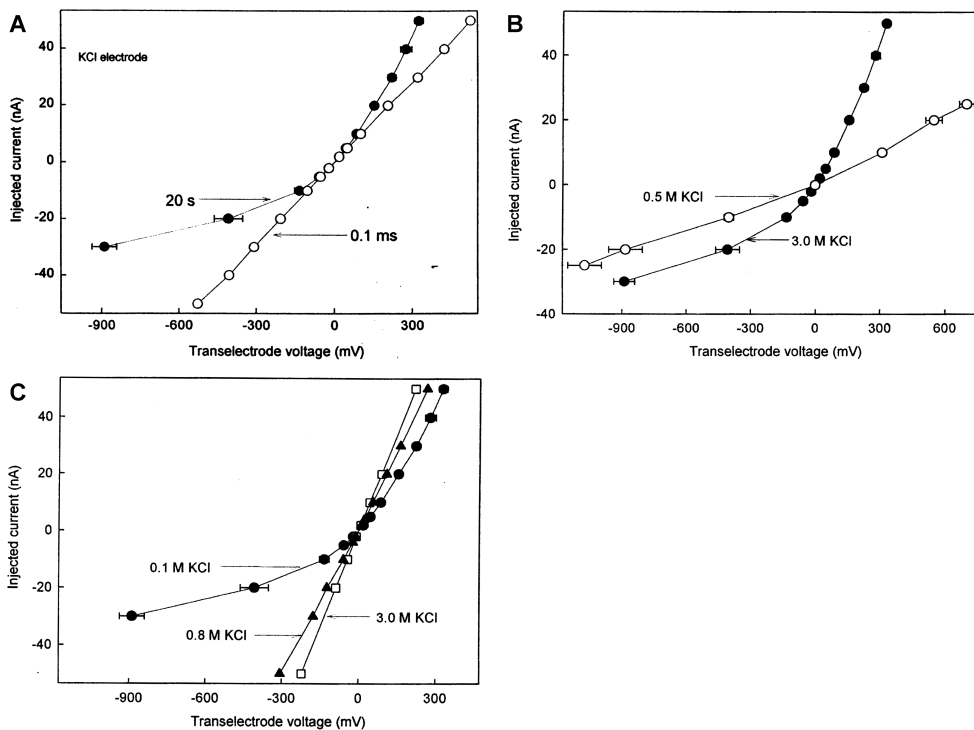 A
KCl electrode
40
20
0
-20
-40
Injected current (nA)
20 s
0.1 ms
-900 -600 -300 0 300
Transelectrode voltage (mV)
B
40
20
0
-20
-40
Injected current (nA)
0.5 M KCl
3.0 M KCl
-900 -600 -300 0 300 600
Transelectrode voltage (mV)
C
40
20
0
-20
-40
Injected current (nA)
0.1 M KCl
0.8 M KCl
3.0 M KCl
-900 -600 -300 0 300
Transelectrode voltage (mV)